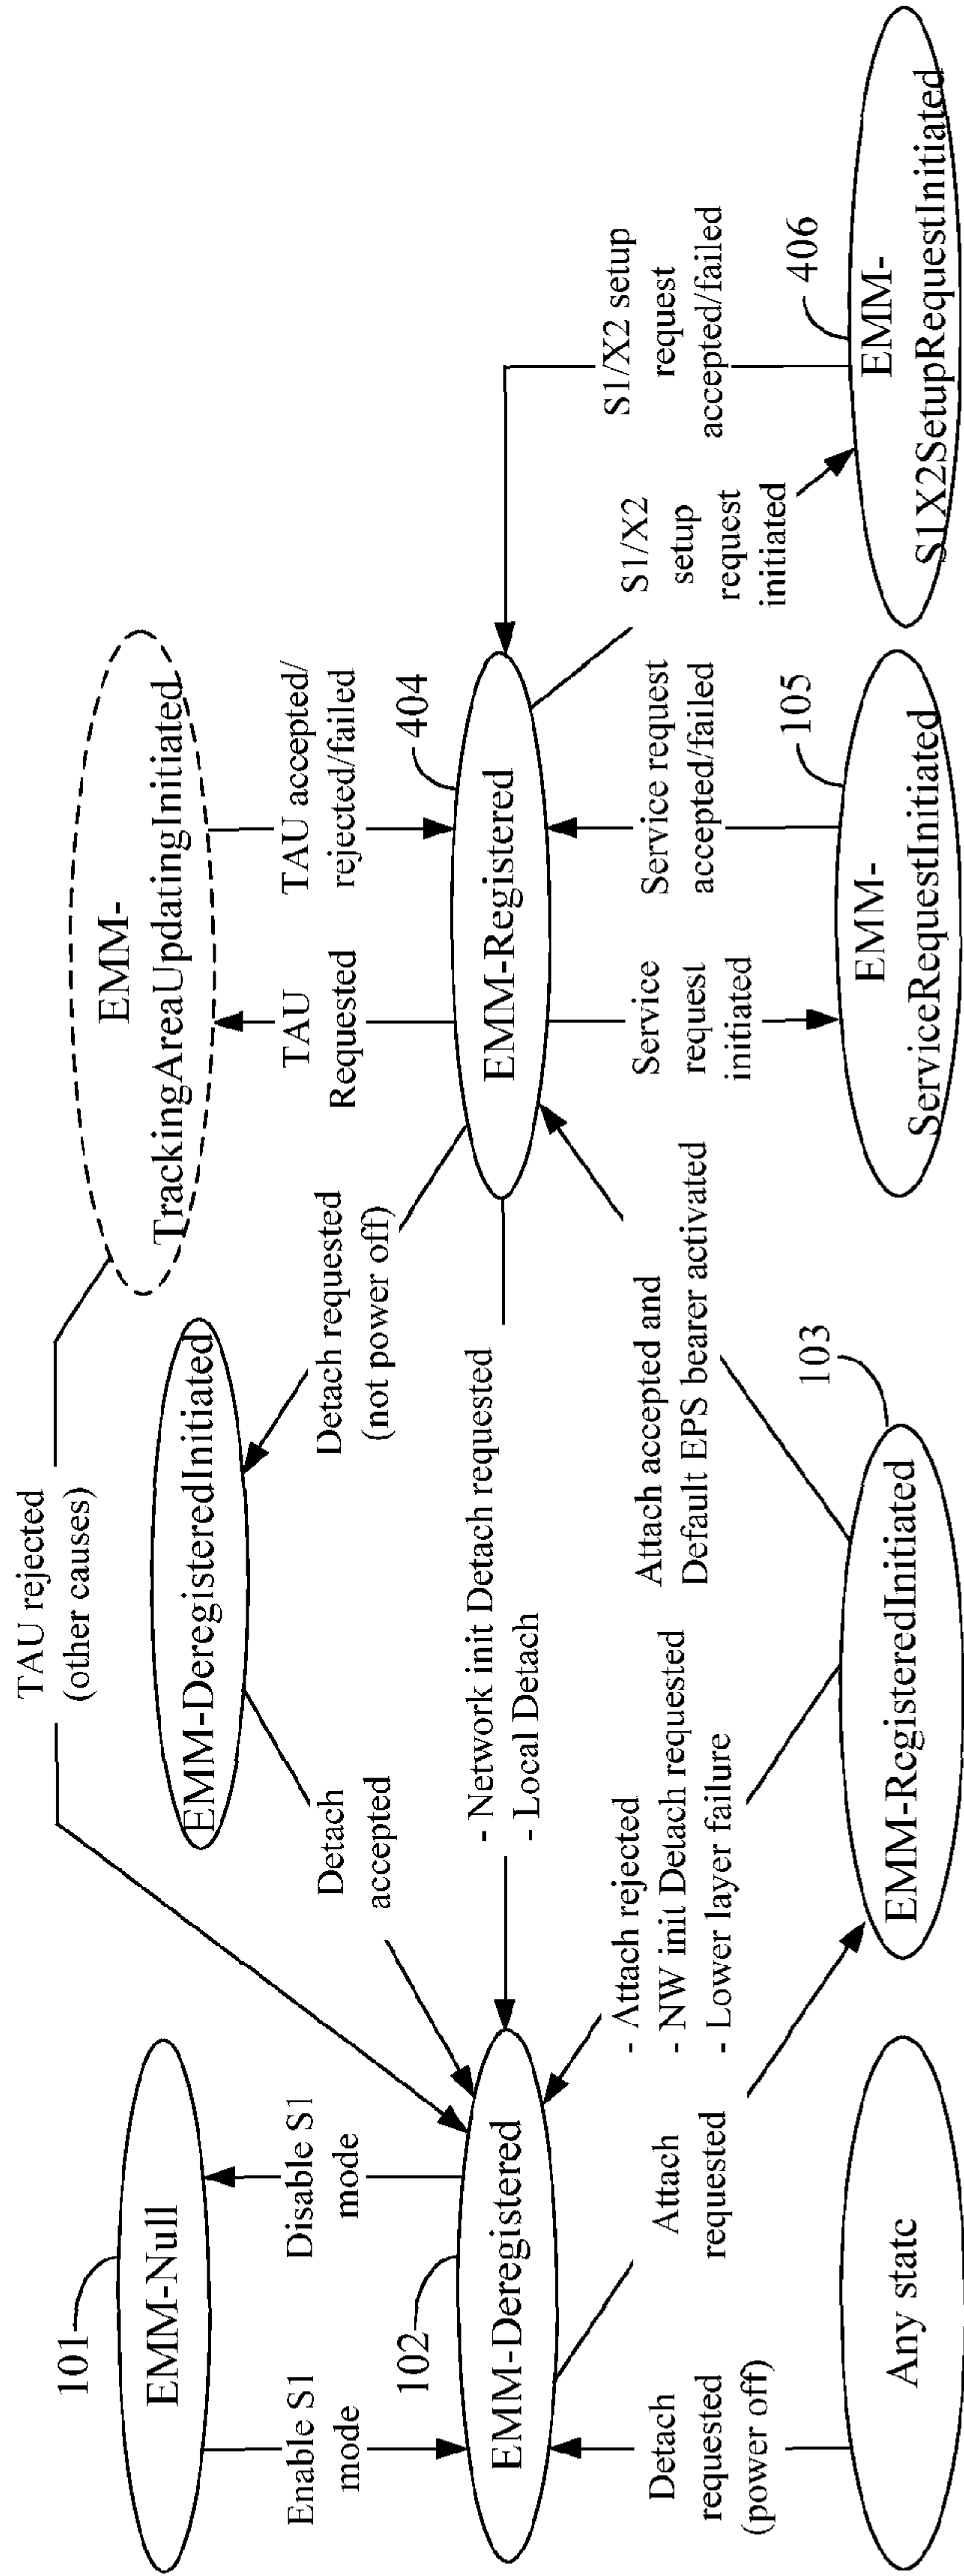 TAU rejected
(other causes)
101
EMM-Null
EMM-DeregisteredInitiated
EMM-
TrackingAreaUpdatingInitiated
Enable S1
mode
Disable S1
mode
Detach
accepted
Detach requested
(not power off)
TAU
Requested
TAU accepted/
rejected/failed
102
EMM-Deregistered
- Network init Detach requested
- Local Detach
EMM-Registered
404
Detach
requested
(power off)
Attach
requested
- Attach rejected
- NW init Detach requested
- Lower layer failure
Attach accepted and
Default EPS bearer activated
Service
request
initiated
Service request
accepted/failed
S1/X2
setup
request
initiated
S1/X2 setup
request
accepted/failed
Any state
EMM-RegisteredInitiated
103
EMM-
ServiceRequestInitiated
105
EMM-
S1X2SetupRequestInitiated
406